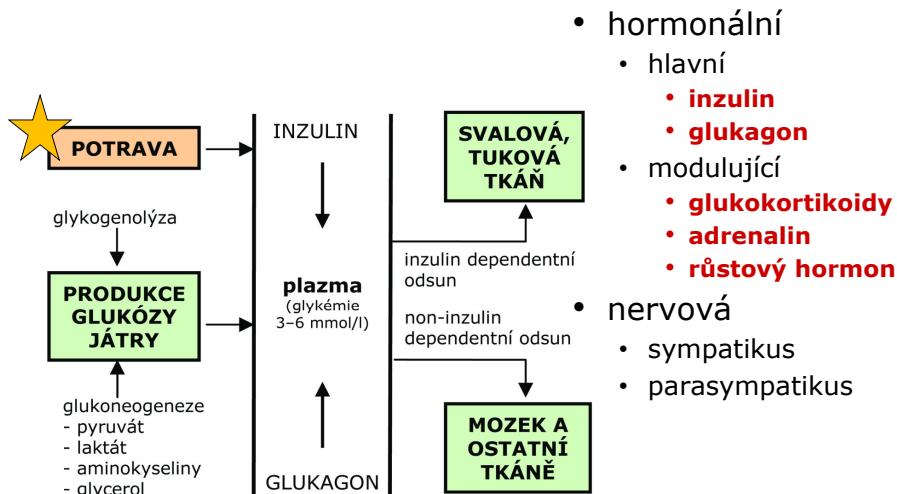 POTRAVA
glykogenolýza
PRODUKCE
GLUKÓZY
JÁTRY
glukoneogeneze
- pyruvát
- laktát
- aminokyseliny
- glycerol
INZULIN
plazma
(glykémie
3–6 mmol/l)
GLUKAGON
SVALOVÁ,
TUKOVÁ
TKÁŇ
inzulin dependentní
odsun
non-inzulin
dependentní odsun
MOZEK A
OSTATNÍ
TKÁNĚ
• hormonální
• hlavní
• inzulin
• glukagon
• modulující
• glukokortikoidy
• adrenalin
• růstový hormon
• nervová
• sympatikus
• parasympatikus